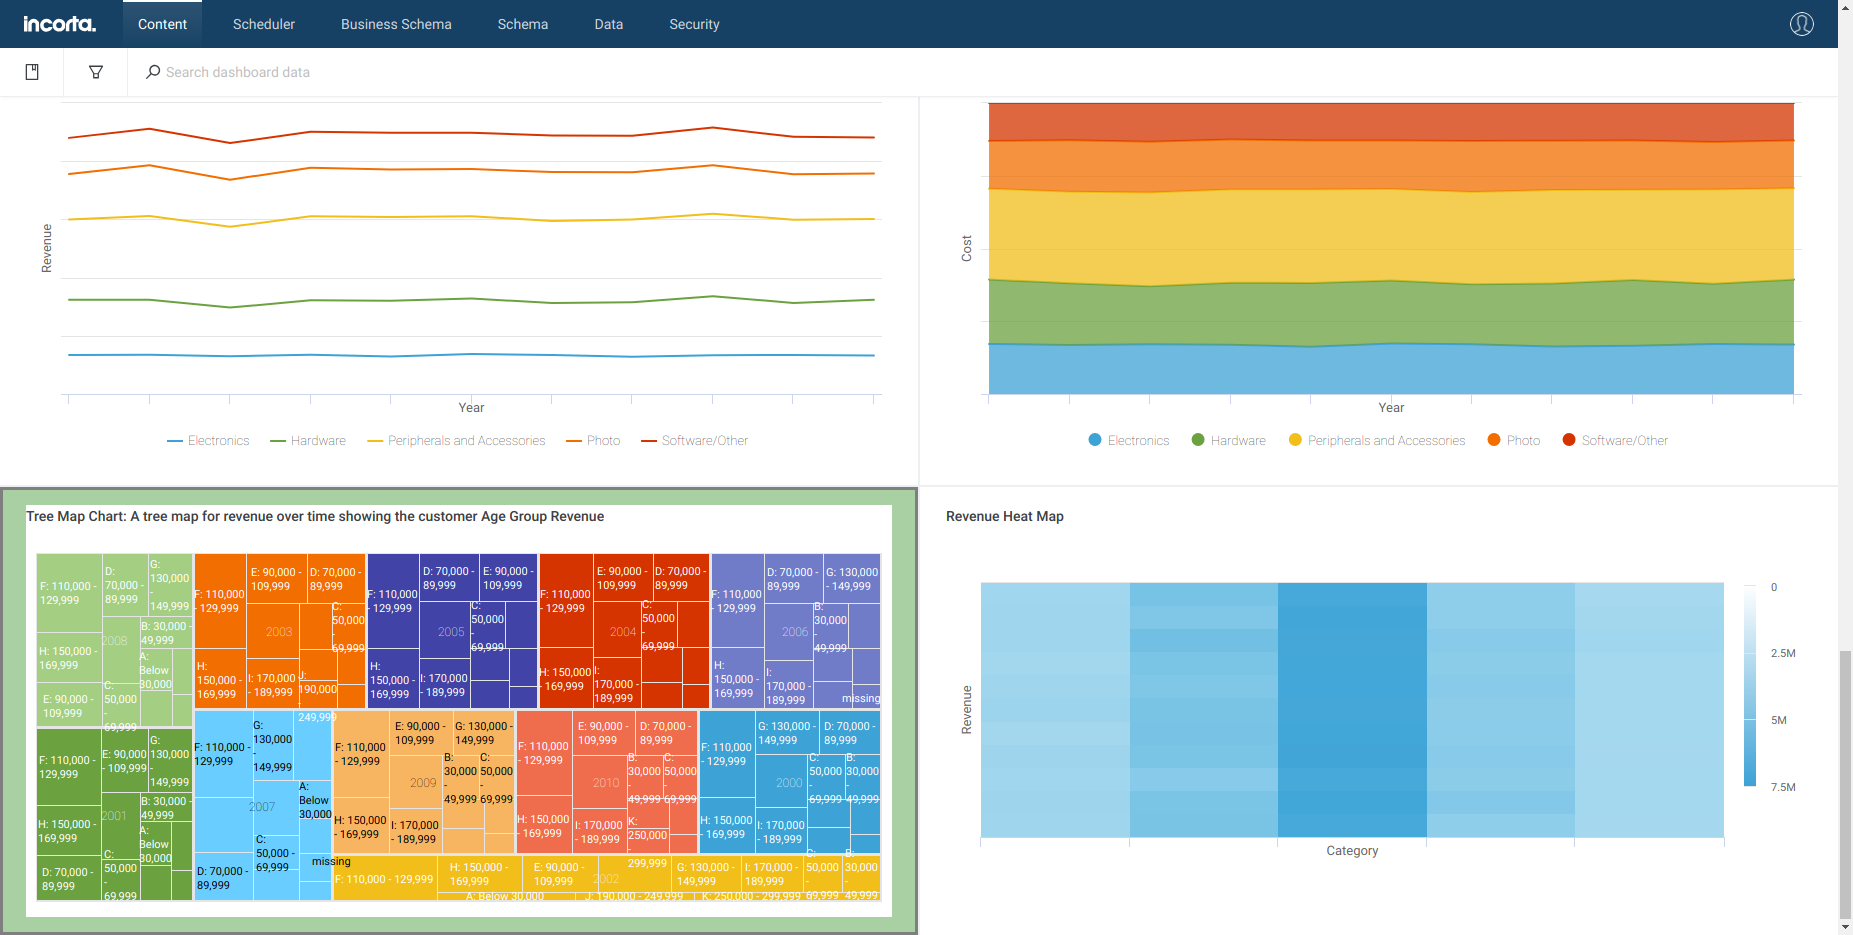 incorta.
Content
Scheduler
Business Schema
Schema
Data
Security
Search dashboard data
Revenue
Year
Electronics
Hardware
Peripherals and Accessories
Photo
Software/Other
Cost
Year
Electronics
Hardware
Peripherals and Accessories
Photo
Software/Other
Tree Map Chart: A tree map for revenue over time showing the customer Age Group Revenue
F: 110,000 -
129,999
D:
70,000 -
89,999
G:
130,000
-
149,999
H: 150,000 -
169,999
2008
B: 30,000 -
49,999
A:
Below
30,000
E: 90,000 -
109,999
C:
50,000
-
69,999
F: 110,000
- 129,999
E: 90,000 -
109,999
D: 70,000 -
89,999
2003
C:
50,000
-
69,999
H:
150,000 -
169,999
I: 170,000
- 189,999
J:
190,000 -
249,999
F: 110,000
- 129,999
D: 70,000 -
89,999
E: 90,000 -
109,999
2005
C:
50,000
-
69,999
H:
150,000 -
169,999
I: 170,000
- 189,999
F: 110,000
- 129,999
E: 90,000 -
109,999
D: 70,000 -
89,999
2004
C:
50,000
-
69,999
H: 150,000
- 169,999
I:
170,000 -
189,999
F: 110,000
- 129,999
D: 70,000 -
89,999
G: 130,000
- 149,999
2006
B:
30,000
-
49,999
H:
150,000
- 169,999
I:
170,000 -
189,999
missing
F: 110,000 -
129,999
E: 90,000
- 109,999
G:
130,000
-
149,999
H: 150,000 -
169,999
2001
B: 30,000 -
49,999
A:
Below
30,000
D: 70,000 -
89,999
C:
50,000
-
69,999
F: 110,000 -
129,999
G:
130,000
-
149,999
2007
A:
Below
30,000
D: 70,000 -
89,999
C:
50,000 -
69,999
missing
F: 110,000
- 129,999
E: 90,000 -
109,999
G: 130,000 -
149,999
2009
B:
30,000
-
49,999
C:
50,000
-
69,999
H: 150,000
- 169,999
I: 170,000
- 189,999
F: 110,000
- 129,999
E: 90,000 -
109,999
D: 70,000 -
89,999
2010
B:
30,000
-
49,999
C:
50,000
-
69,999
H: 150,000
- 169,999
I: 170,000
- 189,999
K:
250,000 -
299,999
F: 110,000
- 129,999
G: 130,000 -
149,999
D: 70,000 -
89,999
2000
C:
50,000
-
69,999
B:
30,000
-
49,999
H: 150,000
- 169,999
I: 170,000
- 189,999
F: 110,000 - 129,999
H: 150,000 -
169,999
E: 90,000 -
109,999
2002
G: 130,000 -
149,999
I: 170,000 -
189,999
C:
50,000
-
69,999
B:
30,000
-
49,999
A: Below 30,000
J: 190,000 - 249,999
K: 250,000 - 299,999
Revenue Heat Map
Revenue
Category
0
2.5M
5M
7.5M